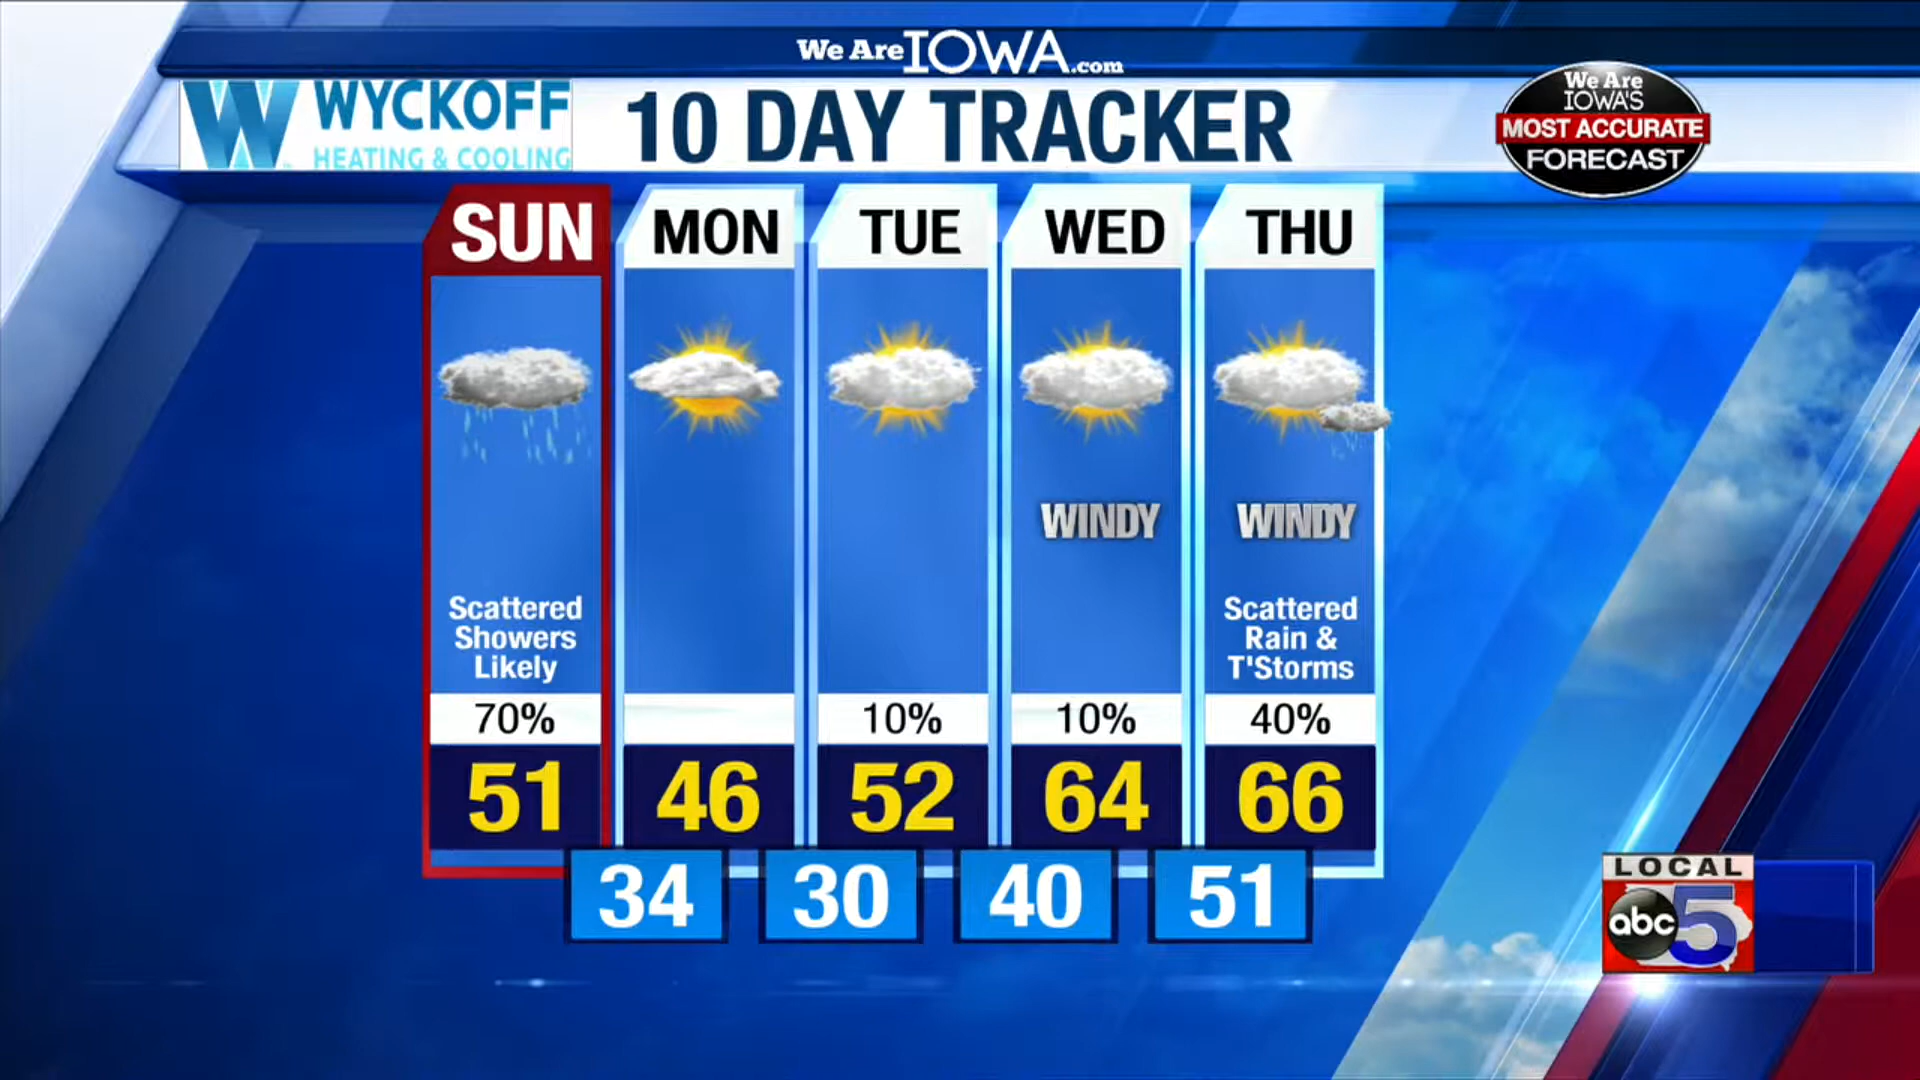 We Are IOWA.com
W WYCKOFF
HEATING & COOLING
10 DAY TRACKER
We Are
IOWA'S
MOST ACCURATE
FORECAST
SUN
MON
TUE
WED
THU
WINDY
WINDY
Scattered
Showers
Likely
Scattered
Rain &
T'Storms
70%
10%
10%
40%
51
46
52
64
66
34
30
40
51
LOCAL
abc 5